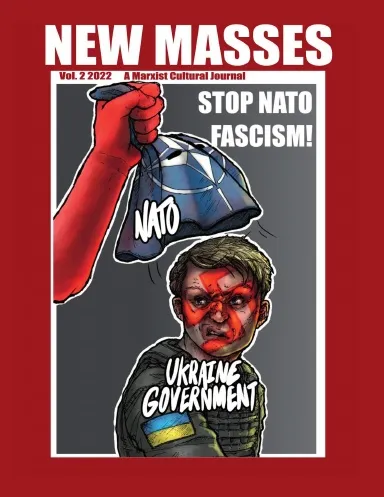 NEW MASSES
Vol. 2 2022 A Marxist Cultural Journal
STOP NATO
FASCISM!
NATO
UKRAINE
GOVERNMENT